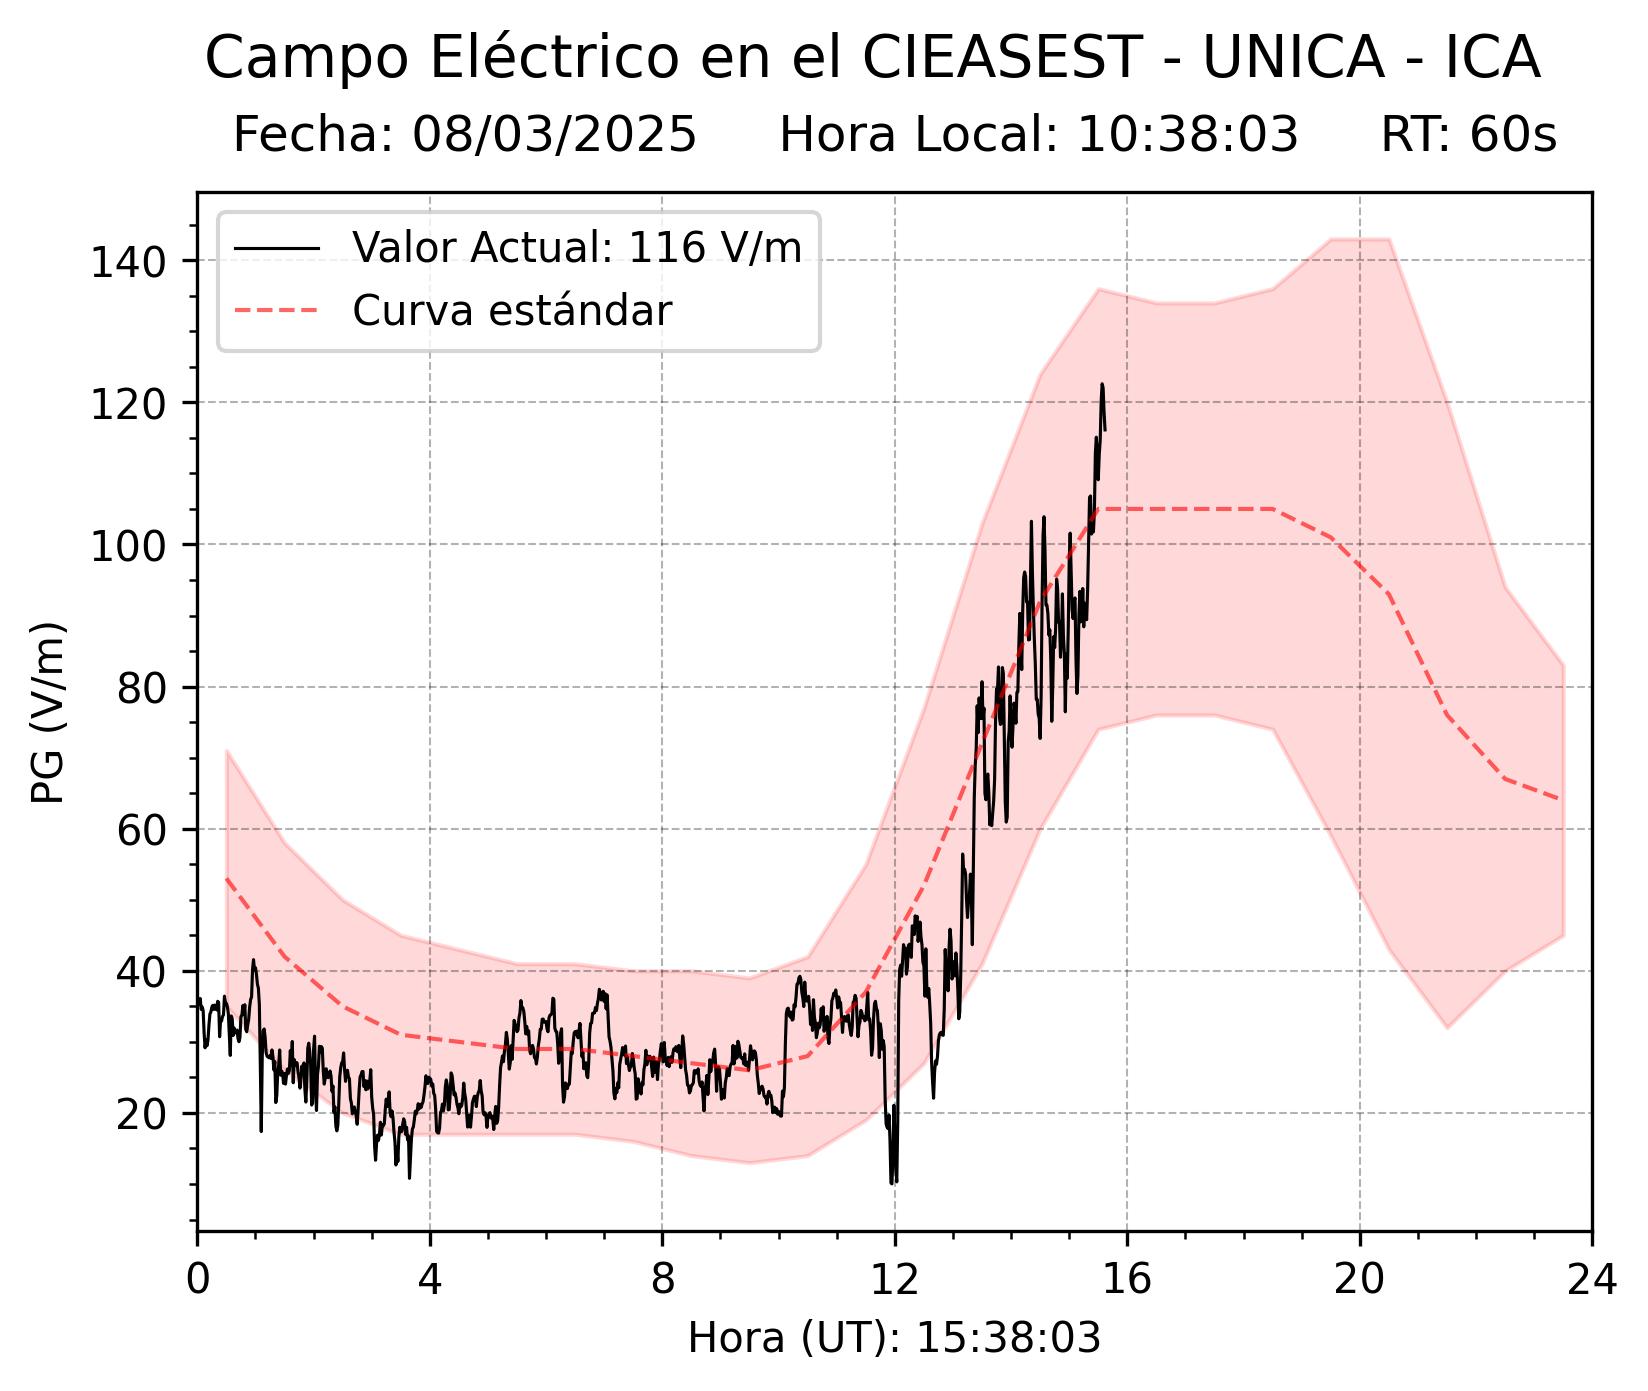 Campo Eléctrico en el CIEASEST - UNICA - ICA
Fecha: 08/03/2025 Hora Local: 10:38:03 RT: 60s
Valor Actual: 116 V/m
Curva estándar
140
120
100
80
60
40
20
PG (V/m)
0 4 8 12 16 20 24
Hora (UT): 15:38:03